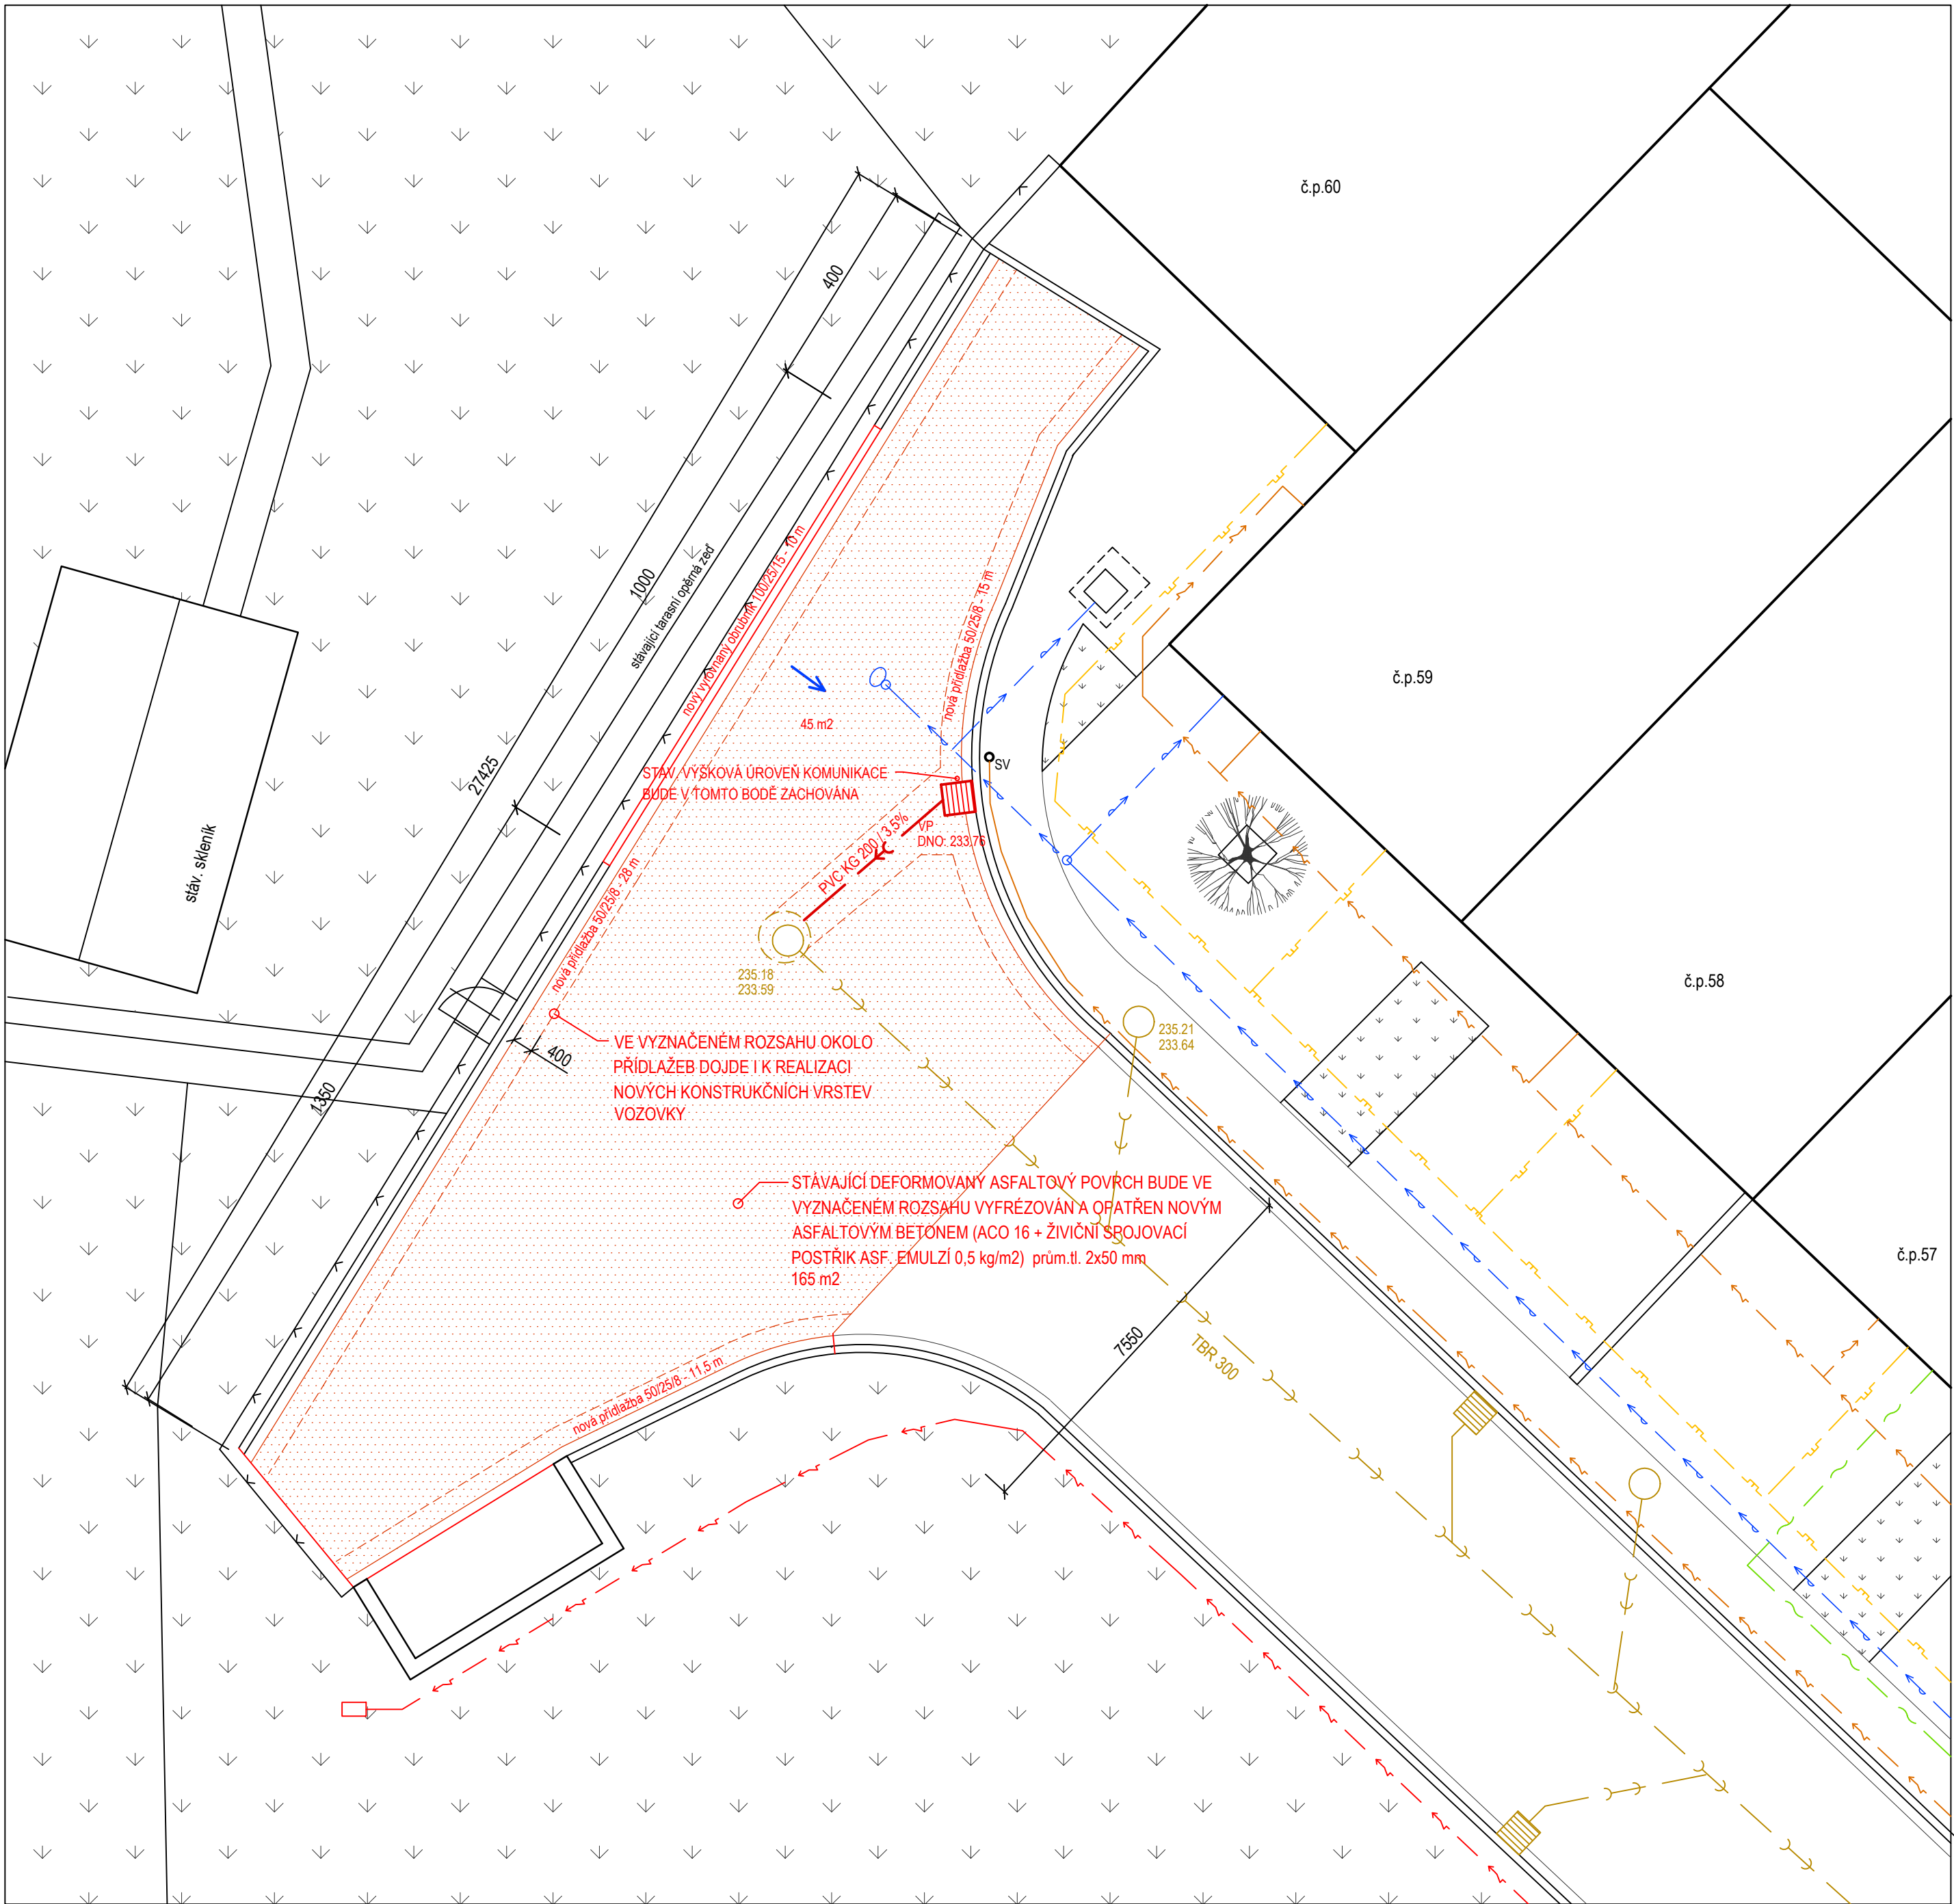 č.p.60
400
1000
stávající tarasní opěrná zeď
nový vyrovnaný obrubník 100/25/15 - 10 m
nová přídlažba 50/25/8 - 15 m
č.p.59
45 m2
27425
STÁV. VÝŠKOVÁ ÚROVEŇ KOMUNIKACE
BUDE V TOMTO BODĚ ZACHOVÁNA
SV
VP
DNO: 233.76
PVC KG 200 / 3,5%
stáv. skleník
nová přídlažba 50/25/8 - 28 m
235.18
233.59
č.p.58
235.21
233.64
400
VE VYZNAČENÉM ROZSAHU OKOLO
PŘÍDLAŽEB DOJDE I K REALIZACI
NOVÝCH KONSTRUKČNÍCH VRSTEV
VOZOVKY
1350
STÁVAJÍCÍ DEFORMOVANÝ ASFALTOVÝ POVRCH BUDE VE
VYZNAČENÉM ROZSAHU VYFRÉZOVÁN A OPATŘEN NOVÝM
ASFALTOVÝM BETONEM (ACO 16 + ŽIVIČNÍ SPOJOVACÍ
POSTŘIK ASF. EMULZÍ 0,5 kg/m2) prům.tl. 2x50 mm
165 m2
č.p.57
7550
TBR 300
nová přídlažba 50/25/8 - 11,5 m